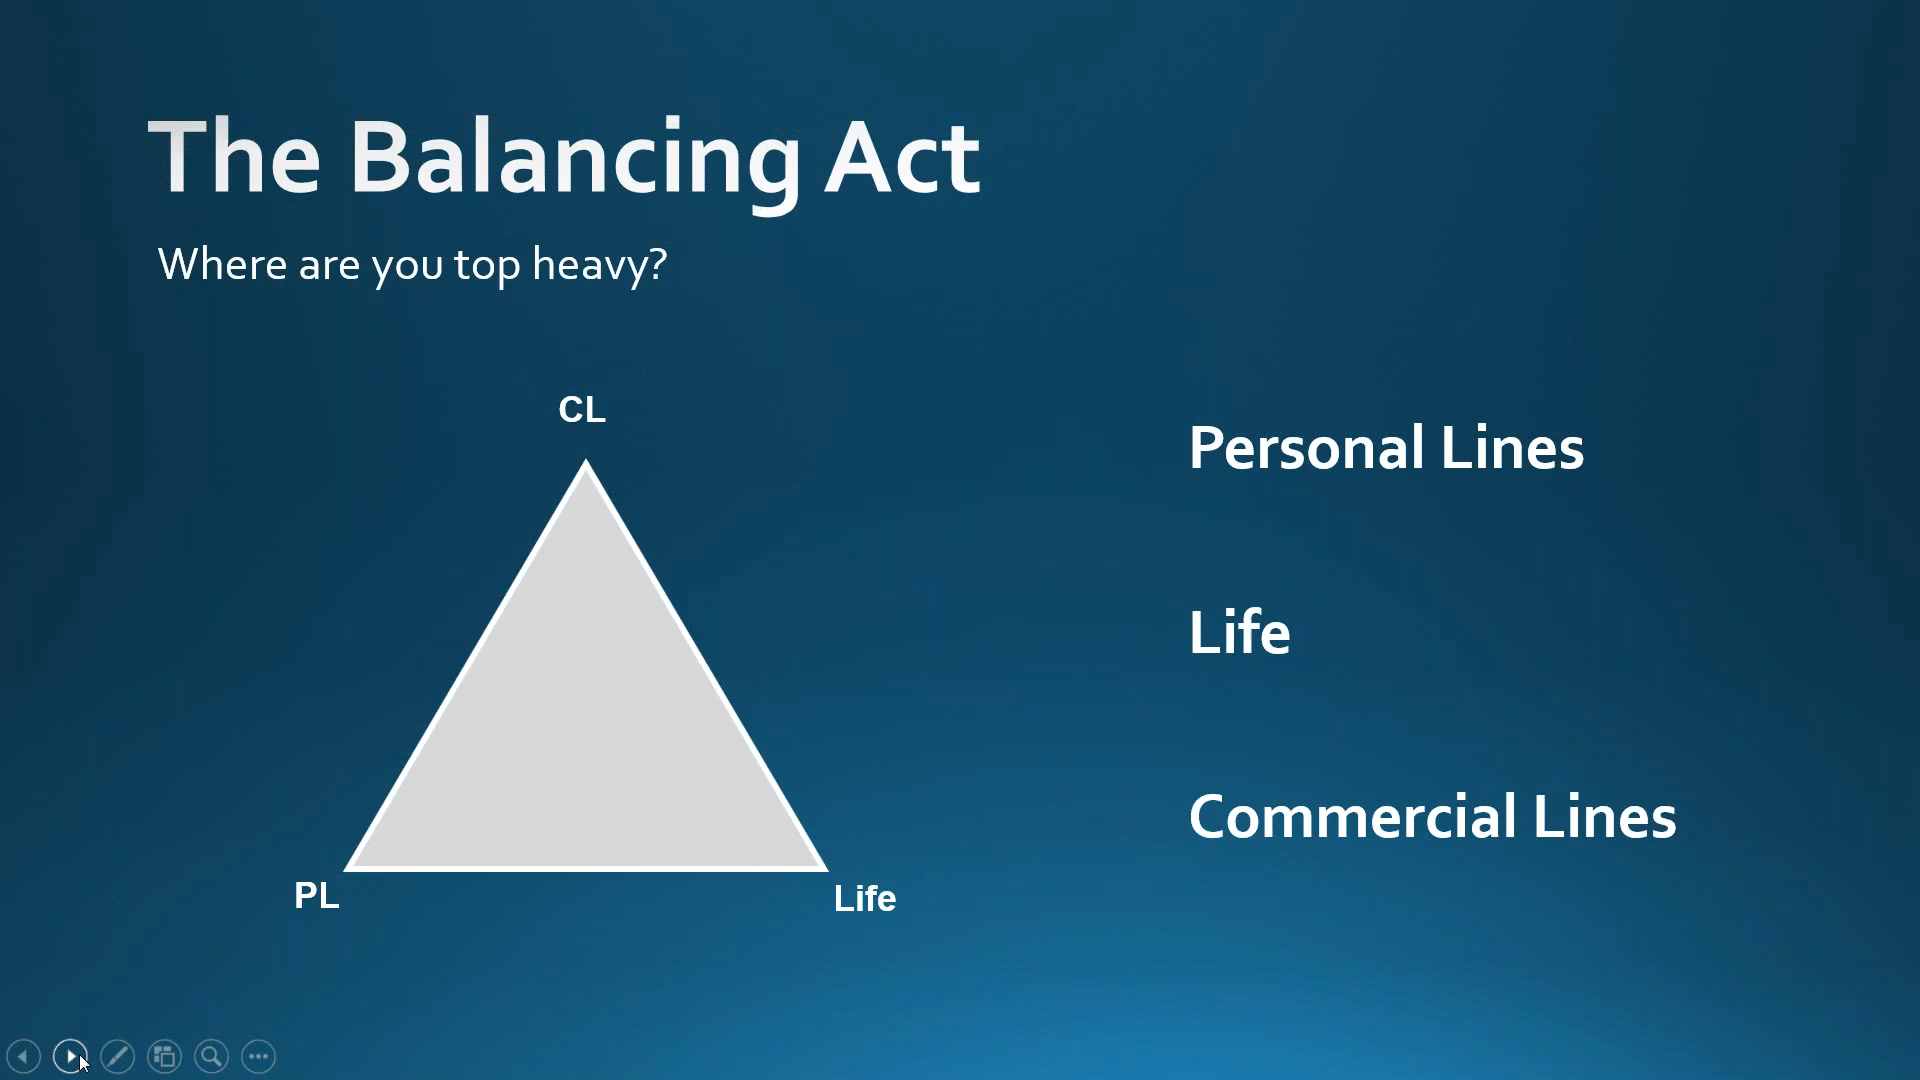 The Balancing Act
Where are you top heavy?
CL
PL
Life
Personal Lines
Life
Commercial Lines